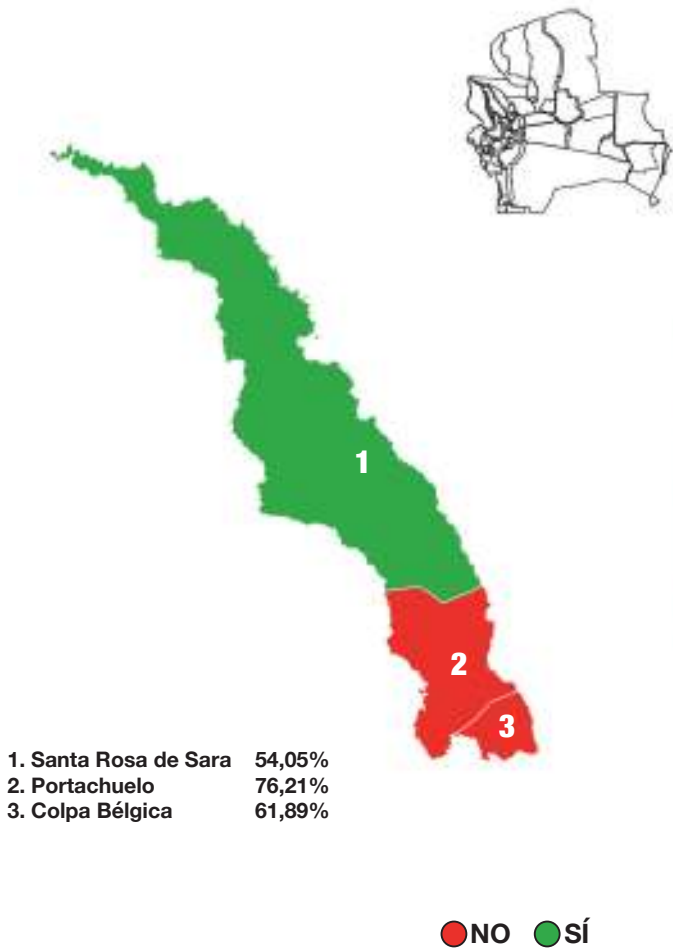 1
2
3
1. Santa Rosa de Sara 54,05%
2. Portachuelo 76,21%
3. Colpa Bélgica 61,89%
NO SÍ